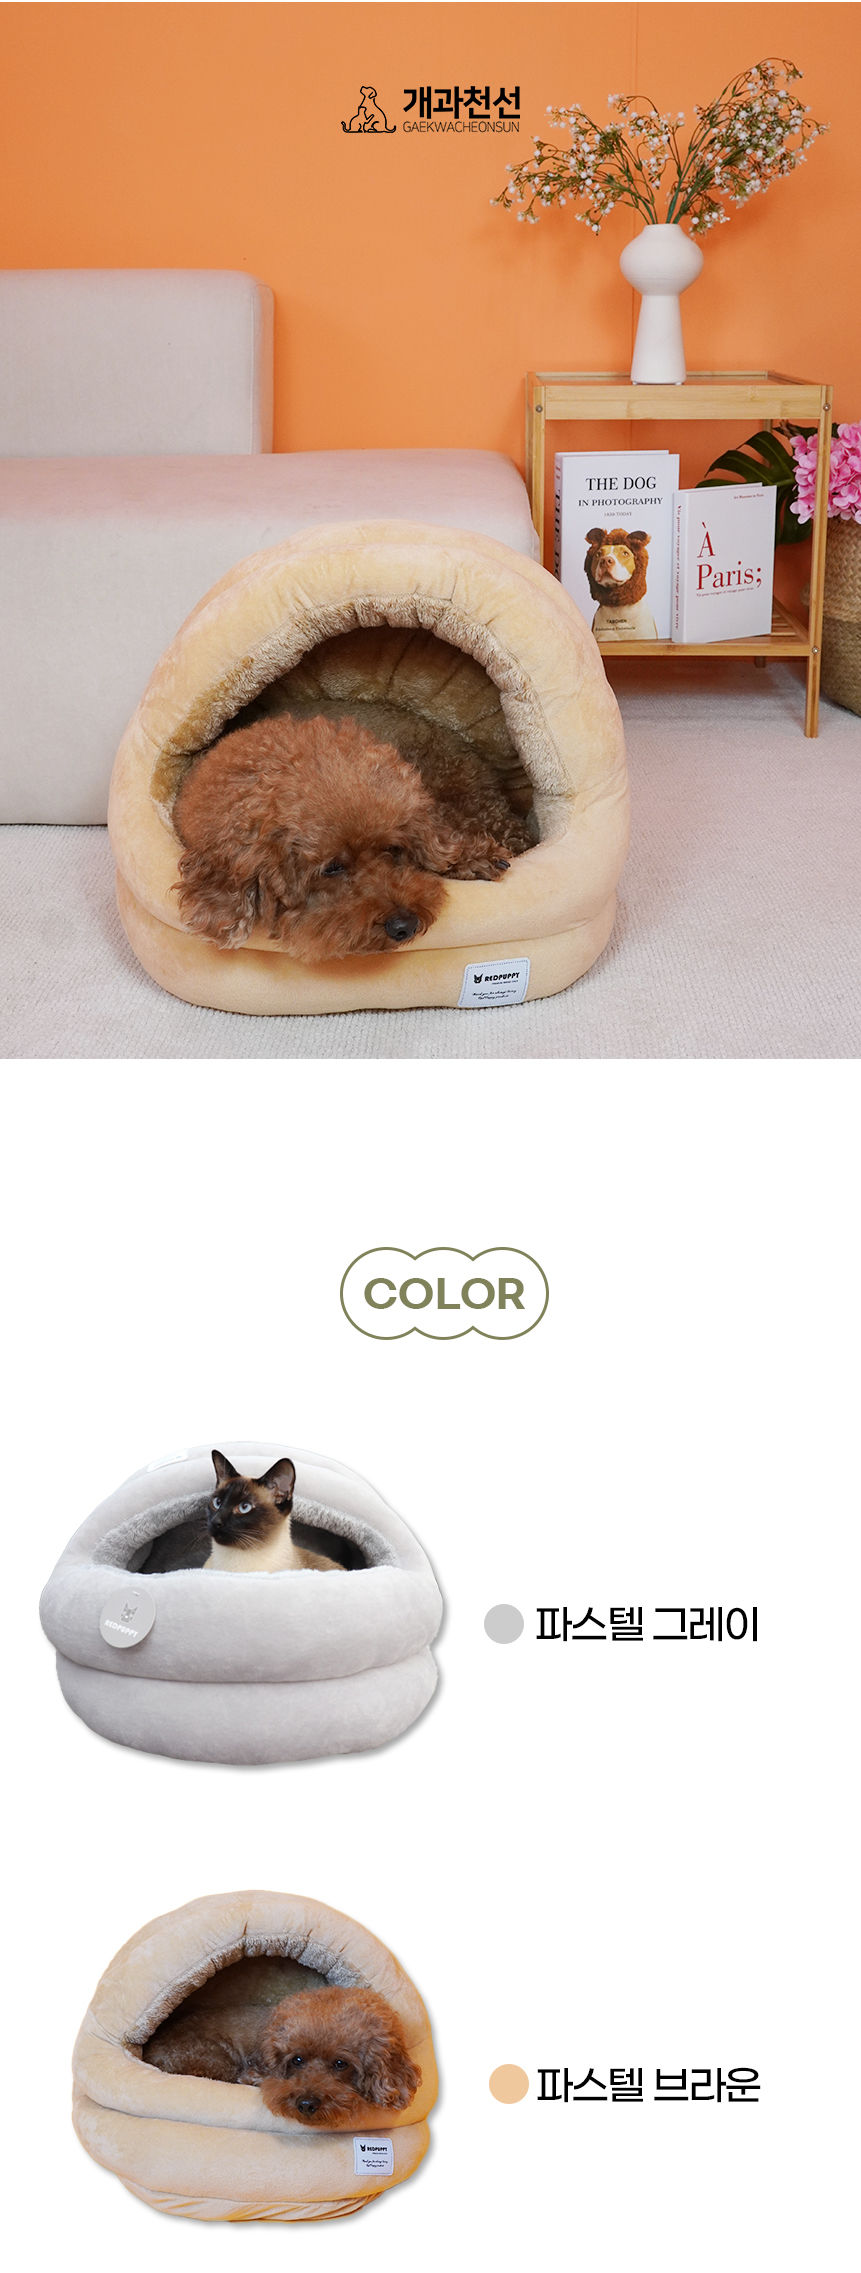 개과천선
GAEKWACHEONSUN
THE DOG
IN PHOTOGRAPHY
1839 TODAY
TASCHEN
À
Paris;
REDPUPPY
COLOR
REDPUPPY
파스텔 그레이
REDPUPPY
파스텔 브라운